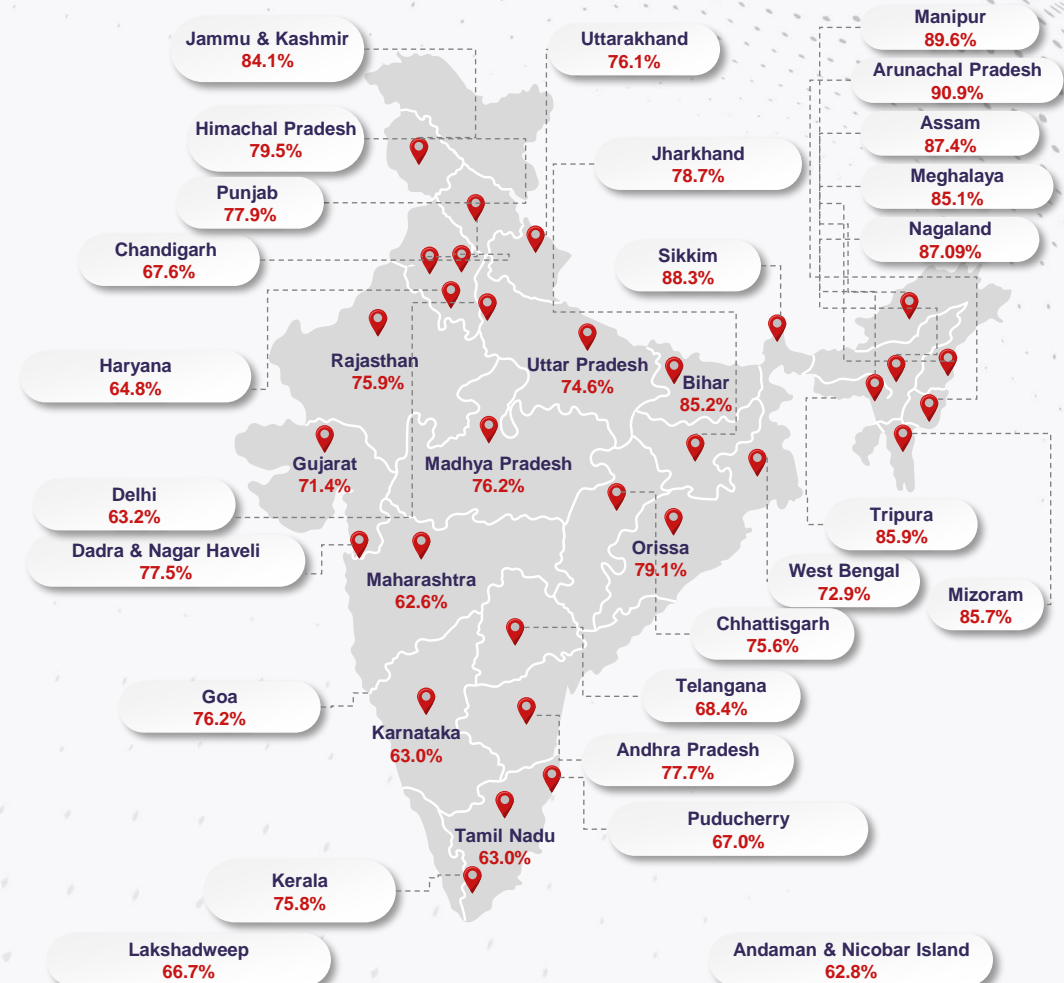 Jammu & Kashmir
84.1%
Uttarakhand
76.1%
Manipur
89.6%
Arunachal Pradesh
90.9%
Himachal Pradesh
79.5%
Assam
87.4%
Jharkhand
78.7%
Meghalaya
85.1%
Punjab
77.9%
Nagaland
87.09%
Chandigarh
67.6%
Sikkim
88.3%
Haryana
64.8%
Rajasthan
75.9%
Uttar Pradesh
74.6%
Bihar
85.2%
Gujarat
71.4%
Madhya Pradesh
76.2%
Delhi
63.2%
Tripura
85.9%
Dadra & Nagar Haveli
77.5%
Orissa
79.1%
Maharashtra
62.6%
West Bengal
72.9%
Mizoram
85.7%
Chhattisgarh
75.6%
Goa
76.2%
Telangana
68.4%
Karnataka
63.0%
Andhra Pradesh
77.7%
Puducherry
67.0%
Tamil Nadu
63.0%
Kerala
75.8%
Lakshadweep
66.7%
Andaman & Nicobar Island
62.8%